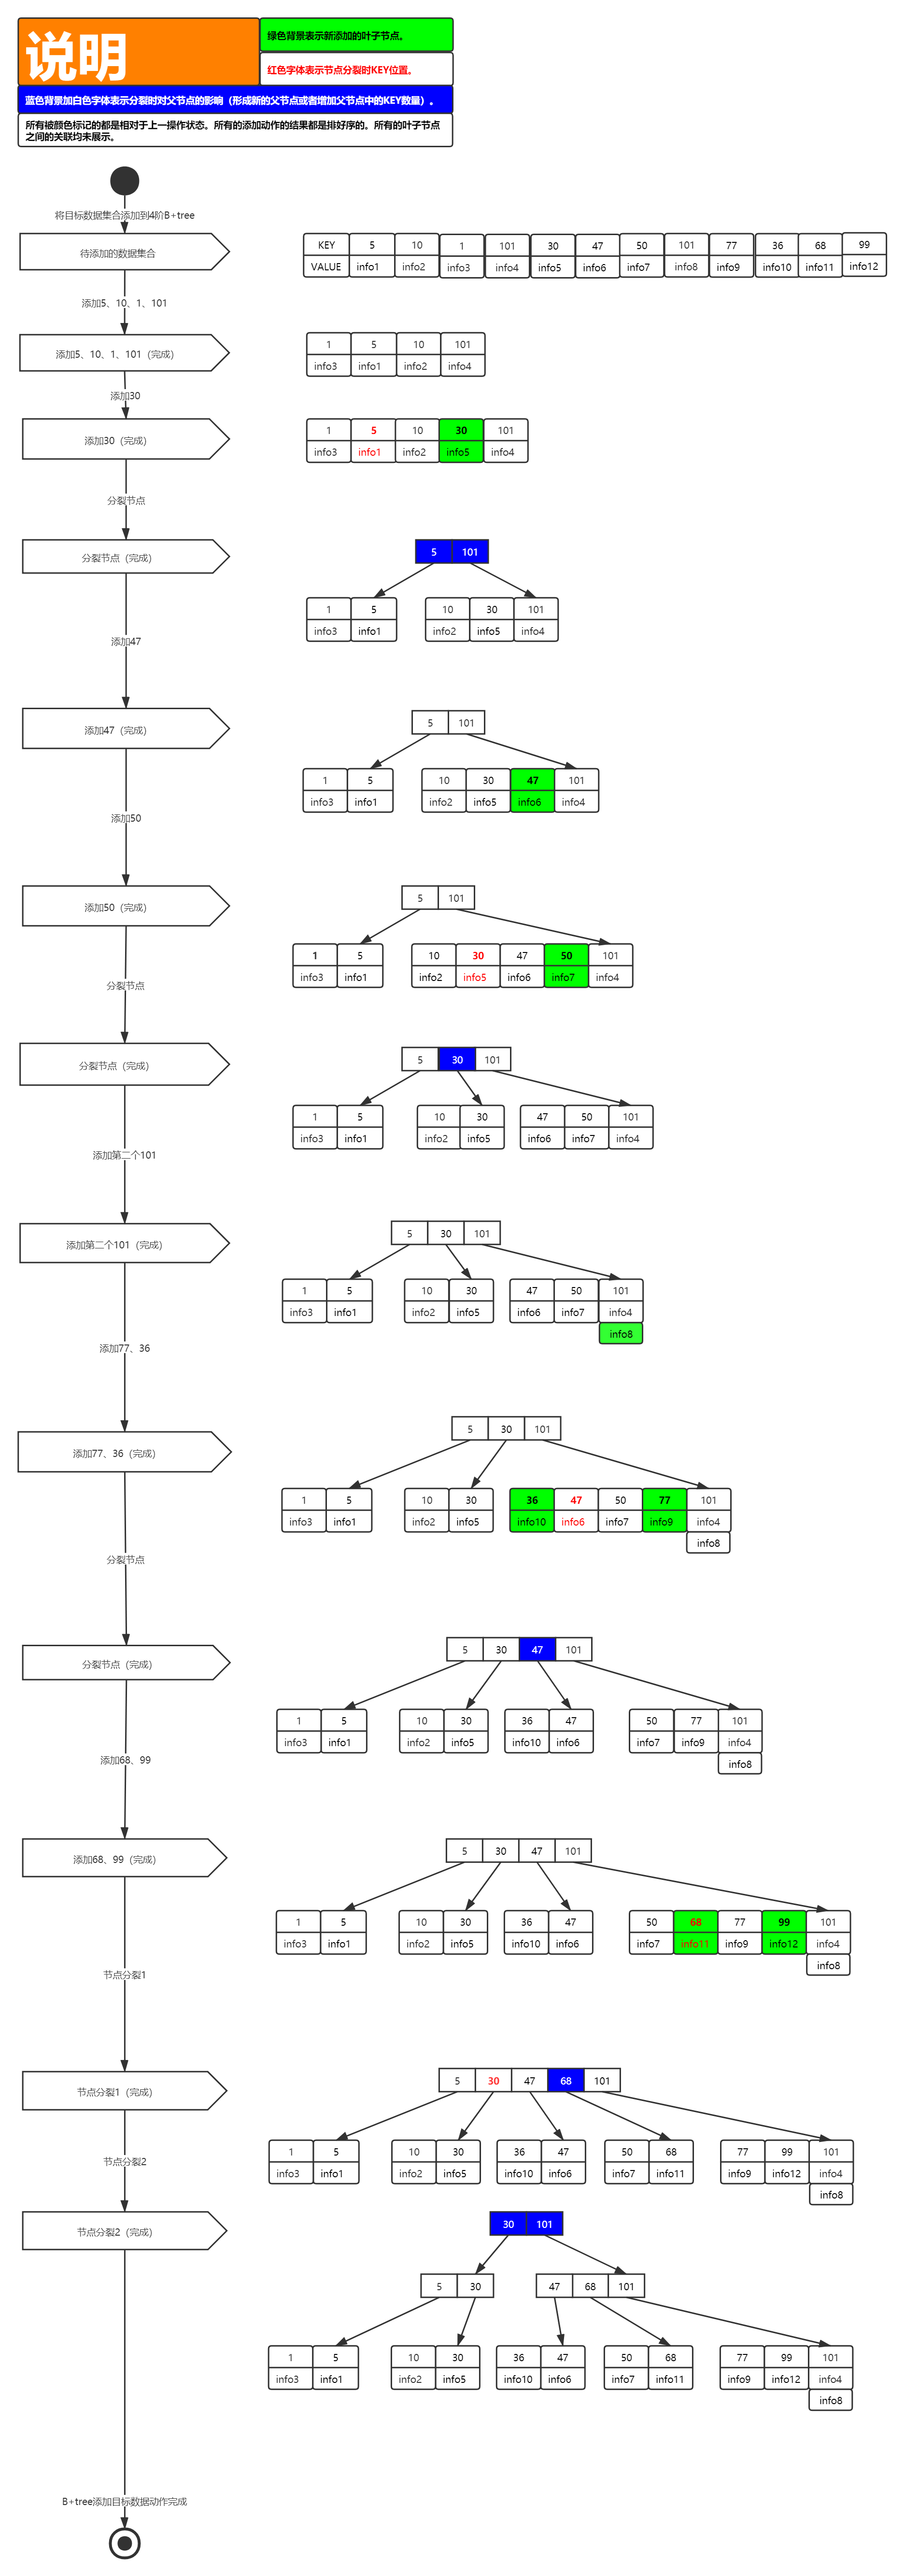 说明
绿色背景表示新添加的叶子节点。
红色字体表示节点分裂时KEY位置。
蓝色背景加白色字体表示分裂时对父节点的影响（形成新的父节点或者增加父节点中的KEY数量）。
所有被颜色标记的都是相对于上一操作状态。所有的添加动作的结果都是排好序的。所有的叶子节点
之间的关联均未展示。
将目标数据集合添加到4阶B+tree
待添加的数据集合
KEY 5 10 1 101 30 47 50 101 77 36 68 99
VALUE info1 info2 info3 info4 info5 info6 info7 info8 info9 info10 info11 info12
添加5、10、1、101
添加5、10、1、101（完成）
1 5 10 101
info3 info1 info2 info4
添加30
添加30（完成）
1 5 10 30 101
info3 info1 info2 info5 info4
分裂节点
分裂节点（完成）
5 101
1 5 10 30 101
info3 info1 info2 info5 info4
添加47
添加47（完成）
5 101
1 5 10 30 47 101
info3 info1 info2 info5 info6 info4
添加50
添加50（完成）
5 101
1 5 10 30 47 50 101
info3 info1 info2 info5 info6 info7 info4
分裂节点
分裂节点（完成）
5 30 101
1 5 10 30 47 50 101
info3 info1 info2 info5 info6 info7 info4
添加第二个101
添加第二个101（完成）
5 30 101
1 5 10 30 47 50 101
info3 info1 info2 info5 info6 info7 info4
info8
添加77、36
添加77、36（完成）
5 30 101
1 5 10 30 36 47 50 77 101
info3 info1 info2 info5 info10 info6 info7 info9 info4
info8
分裂节点
分裂节点（完成）
5 30 47 101
1 5 10 30 36 47 50 77 101
info3 info1 info2 info5 info10 info6 info7 info9 info4
info8
添加68、99
添加68、99（完成）
5 30 47 101
1 5 10 30 36 47 50 68 77 99 101
info3 info1 info2 info5 info10 info6 info7 info11 info9 info12 info4
info8
节点分裂1
节点分裂1（完成）
5 30 47 68 101
1 5 10 30 36 47 50 68 77 99 101
info3 info1 info2 info5 info10 info6 info7 info11 info9 info12 info4
info8
节点分裂2
节点分裂2（完成）
30 101
5 30 47 68 101
1 5 10 30 36 47 50 68 77 99 101
info3 info1 info2 info5 info10 info6 info7 info11 info9 info12 info4
info8
B+tree添加目标数据动作完成